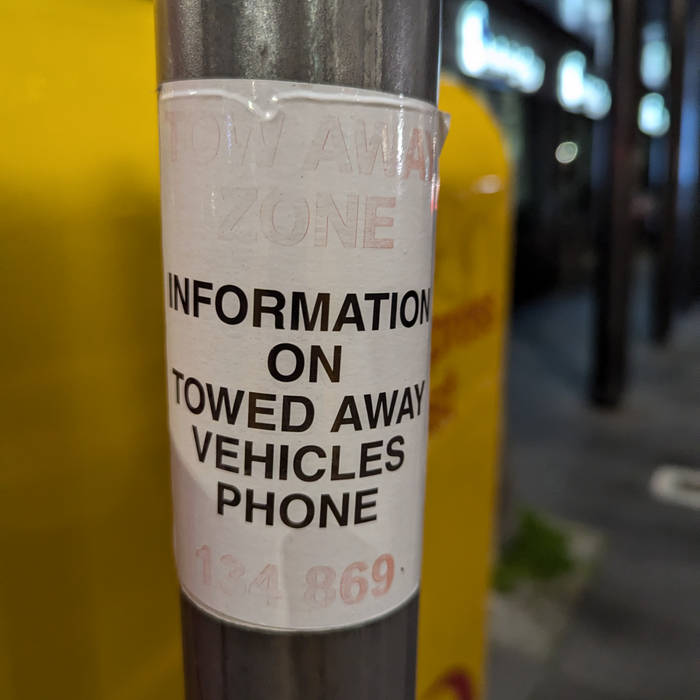 TOW AWAY
ZONE
INFORMATION
ON
TOWED AWAY
VEHICLES
PHONE
134 869